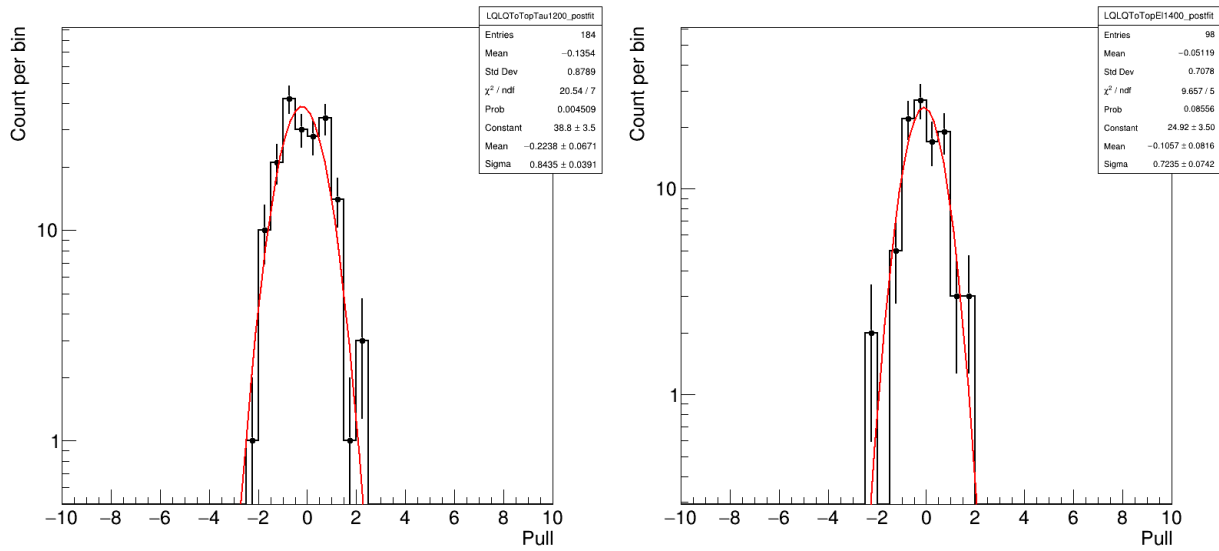 LQLQToTopTau1200_postfit
Entries 184
Mean −0.1354
Std Dev 0.8789
χ² / ndf 20.54 / 7
Prob 0.004509
Constant 38.8 ± 3.5
Mean −0.2238 ± 0.0671
Sigma 0.8435 ± 0.0391
Count per bin
10
1
−10 −8 −6 −4 −2 0 2 4 6 8 10
Pull
LQLQToTopEl1400_postfit
Entries 98
Mean −0.05119
Std Dev 0.7078
χ² / ndf 9.657 / 5
Prob 0.08556
Constant 24.92 ± 3.50
Mean −0.1057 ± 0.0816
Sigma 0.7235 ± 0.0742
Count per bin
10
1
−10 −8 −6 −4 −2 0 2 4 6 8 10
Pull